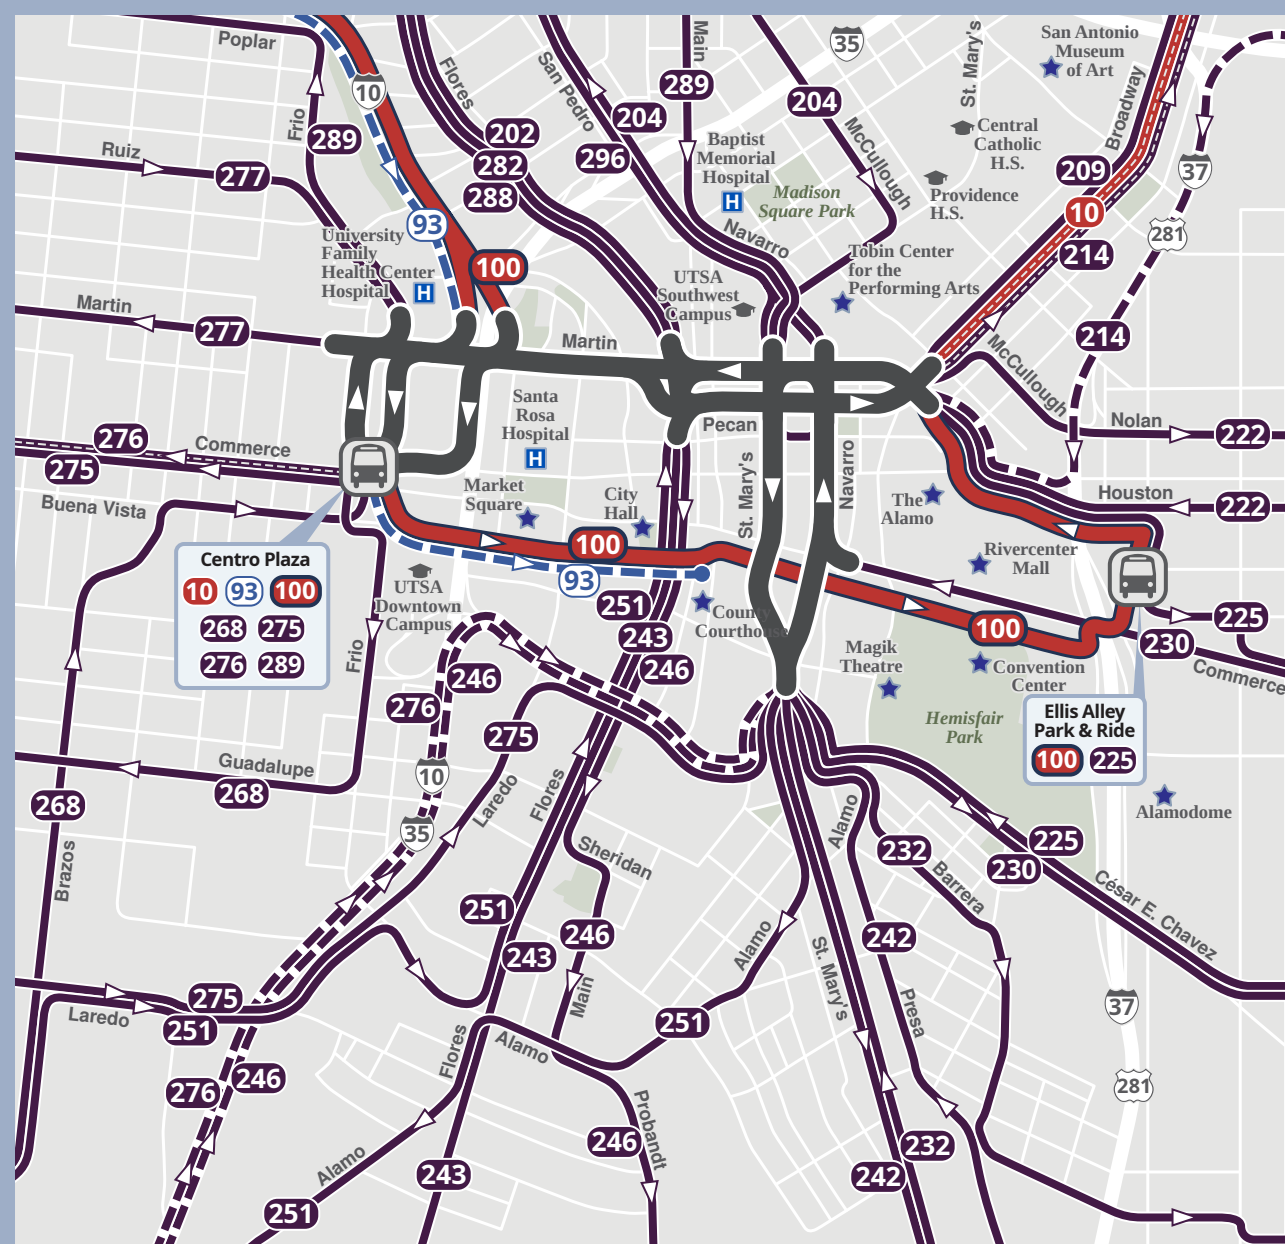 Poplar
10
Flores
San Pedro
Main
35
St. Mary's
San Antonio
Museum
of Art
Broadway
Frio
289
289
204
204
202
282
288
296
McCullough
Baptist
Memorial
Hospital
H
Central
Catholic
H.S.
37
Ruiz
277
Madison
Square Park
Providence
H.S.
209
10
214
281
93
University
Family
Health Center
Hospital
H
100
Navarro
Tobin Center
for the
Performing Arts
UTSA
Southwest
Campus
Martin
277
Martin
214
McCullough
Santa
Rosa
Hospital
H
Pecan
Nolan
222
276
275
Commerce
Buena Vista
St. Mary's
Navarro
Market
Square
City
Hall
The
Alamo
Houston
222
Centro Plaza
10 93 100
268 275
276 289
100
93
UTSA
Downtown
Campus
Rivercenter
Mall
251
243
246
County
Courthouse
100
225
230
Commerce
Frio
Magik
Theatre
Convention
Center
246
276
275
Hemisfair
Park
Ellis Alley
Park & Ride
100 225
Guadalupe
268
268
10
35
Laredo
Flores
Alamo
Alamodome
Brazos
Sheridan
232
Barrera
225
230
César E. Chavez
251
243
246
Alamo
St. Mary's
242
Presa
275
251
Laredo
Main
251
37
Flores
Alamo
276
246
281
Probandt
246
232
242
Alamo
243
251